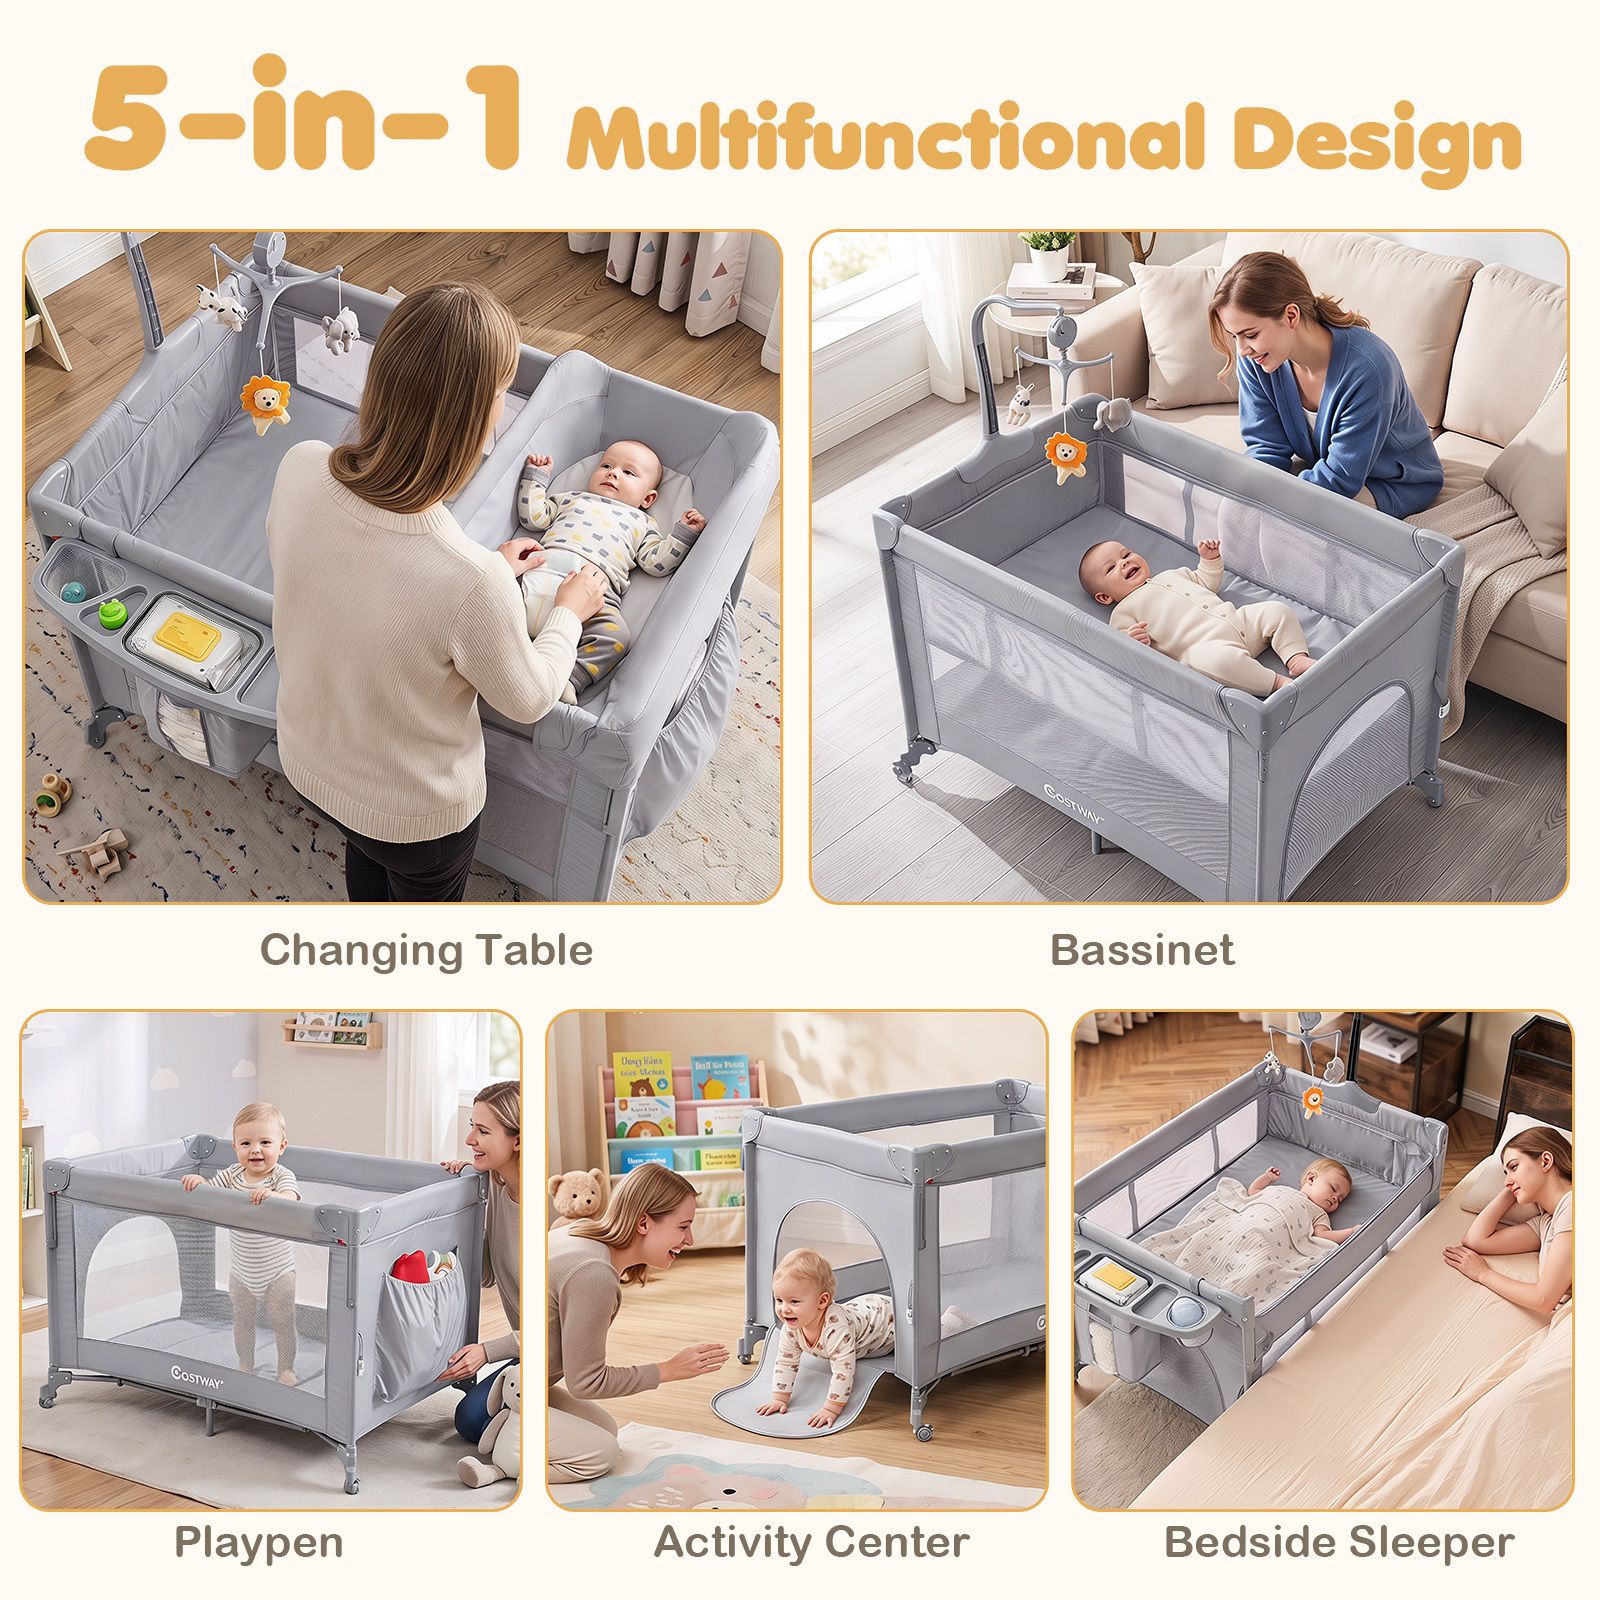 5-in-1 Multifunctional Design
Changing Table
Bassinet
COSTWAY
Playpen
Activity Center
Bedside Sleeper
COSTWAY